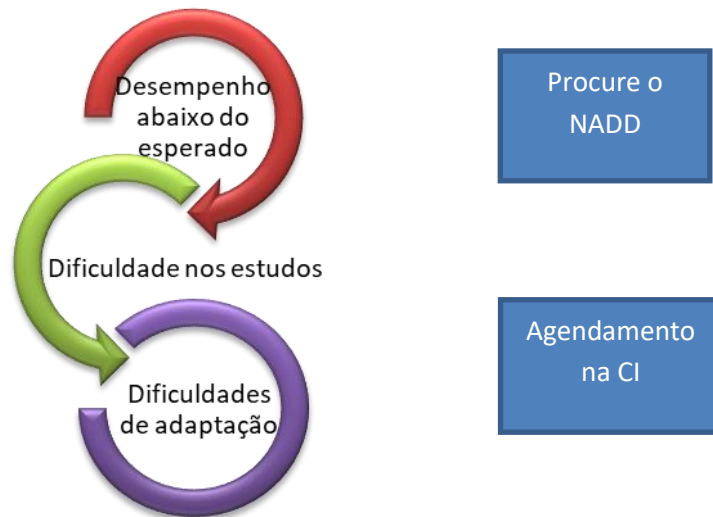 Desempenho
abaixo do
esperado
Dificuldade nos estudos
Dificuldades
de adaptação
Procure o
NADD
Agendamento
na CI